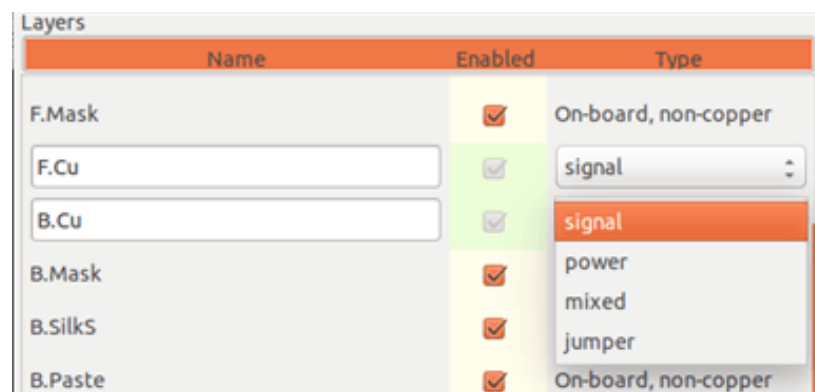 Layers
Name Enabled Type
F.Mask On-board, non-copper
F.Cu signal
B.Cu signal
power
B.Mask
mixed
B.SilkS
jumper
B.Paste On-board, non-copper